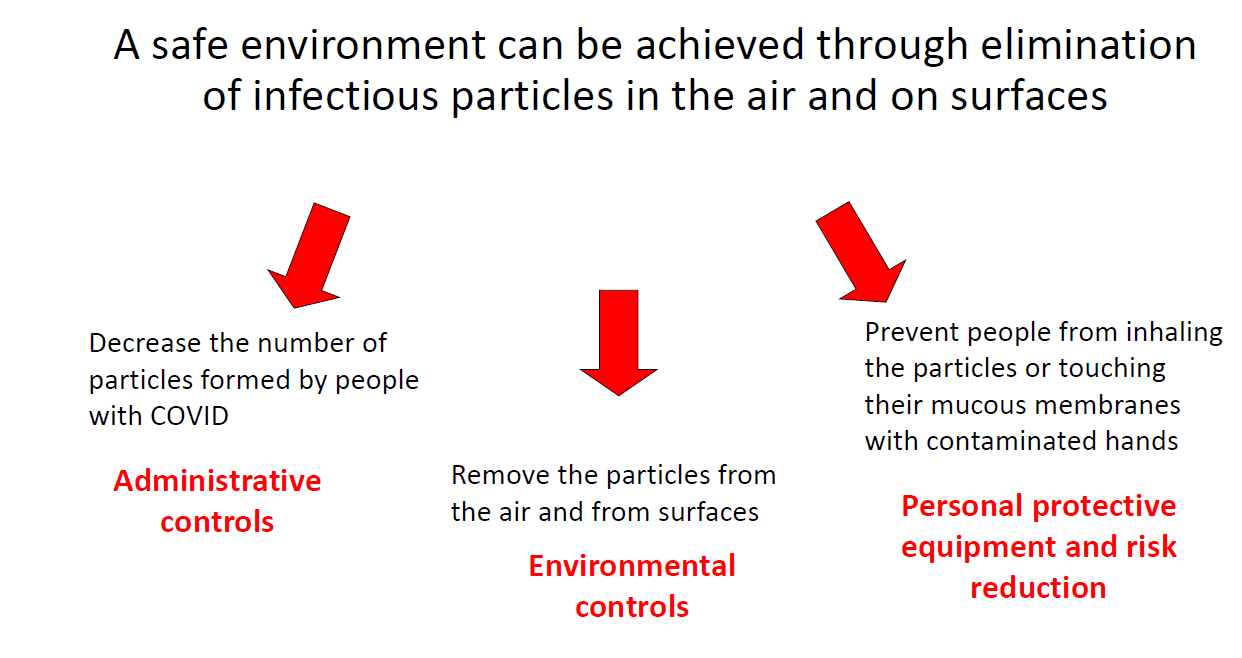 A safe environment can be achieved through elimination
of infectious particles in the air and on surfaces
Decrease the number of
particles formed by people
with COVID
Administrative
controls
Remove the particles from
the air and from surfaces
Environmental
controls
Prevent people from inhaling
the particles or touching
their mucous membranes
with contaminated hands
Personal protective
equipment and risk
reduction